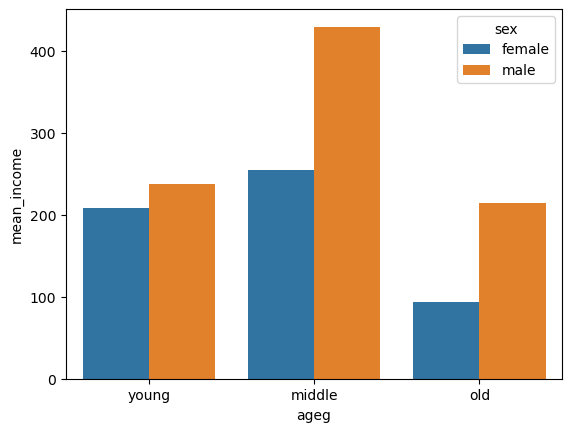 sex
female
male
400
300
200
100
0
mean_income
young middle old
ageg